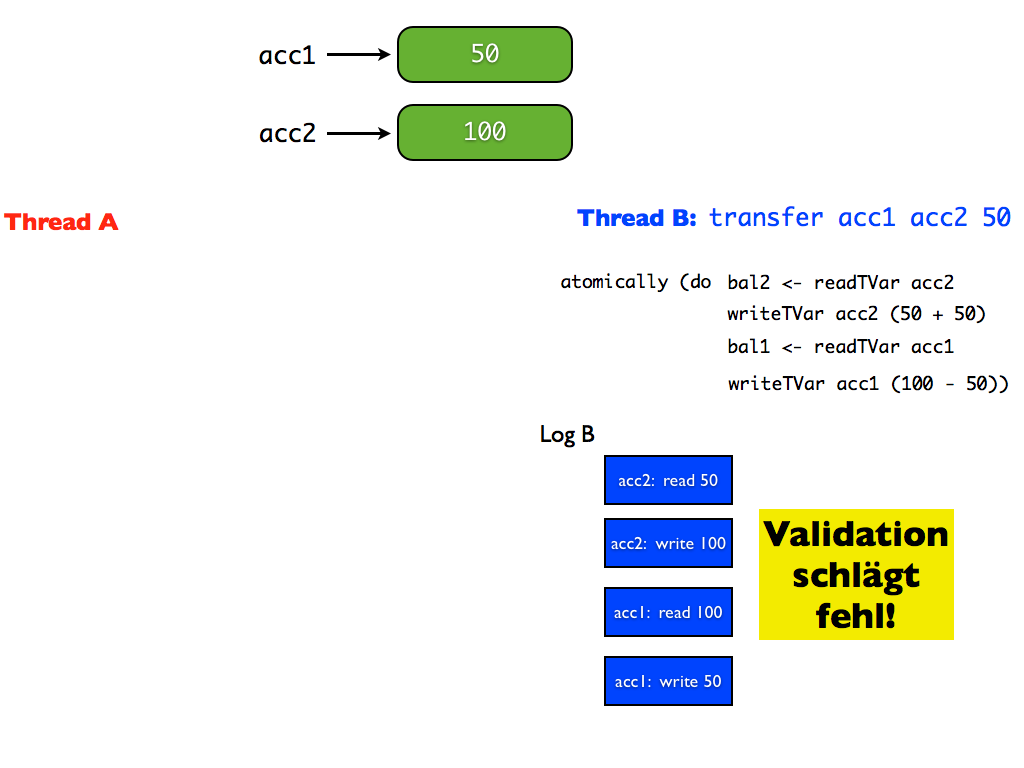 acc1
50
acc2
100
Thread A
Thread B: transfer acc1 acc2 50
atomically (do bal2 <- readTVar acc2
writeTVar acc2 (50 + 50)
bal1 <- readTVar acc1
writeTVar acc1 (100 - 50))
Log B
acc2: read 50
acc2: write 100
acc1: read 100
acc1: write 50
Validation
schlägt
fehl!